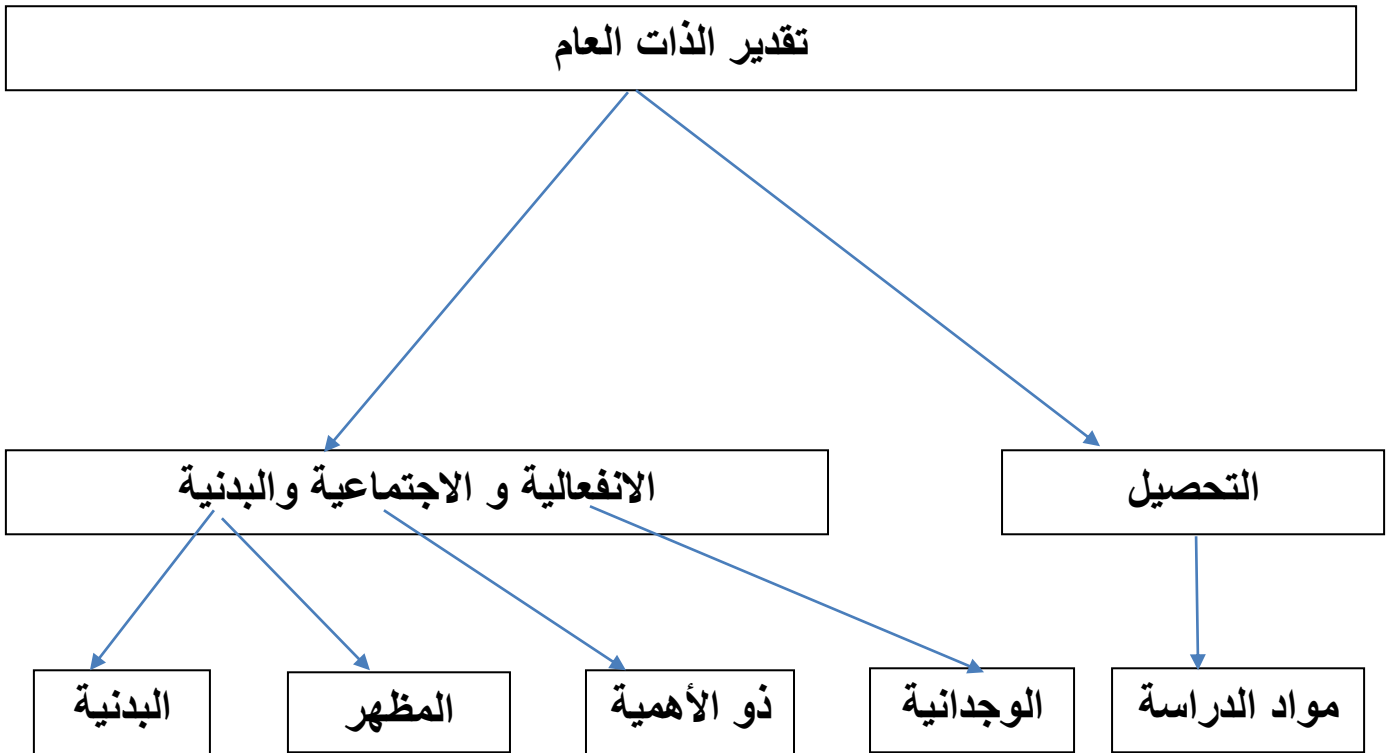 تقدير الذات العام
التحصيل
الانفعالية و الاجتماعية والبدنية
مواد الدراسة
الوجدانية
ذو الأهمية
المظهر
البدنية